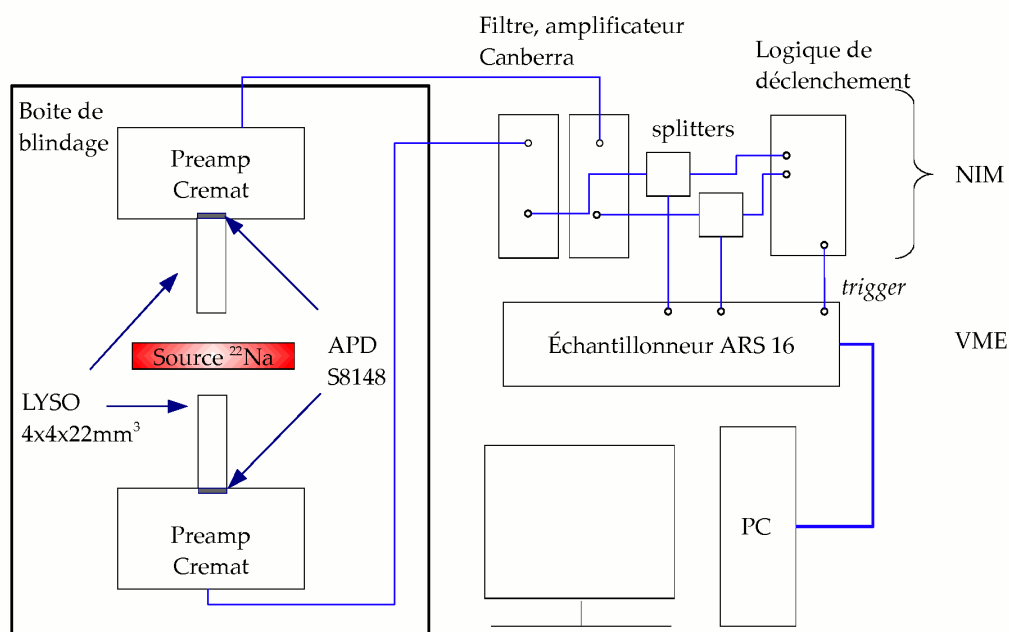 Filtre, amplificateur
Canberra
Logique de
déclenchement
Boite de
blindage
Preamp
Cremat
splitters
NIM
trigger
Source ²²Na
APD
S8148
Échantillonneur ARS 16
VME
LYSO
4x4x22mm³
Preamp
Cremat
PC